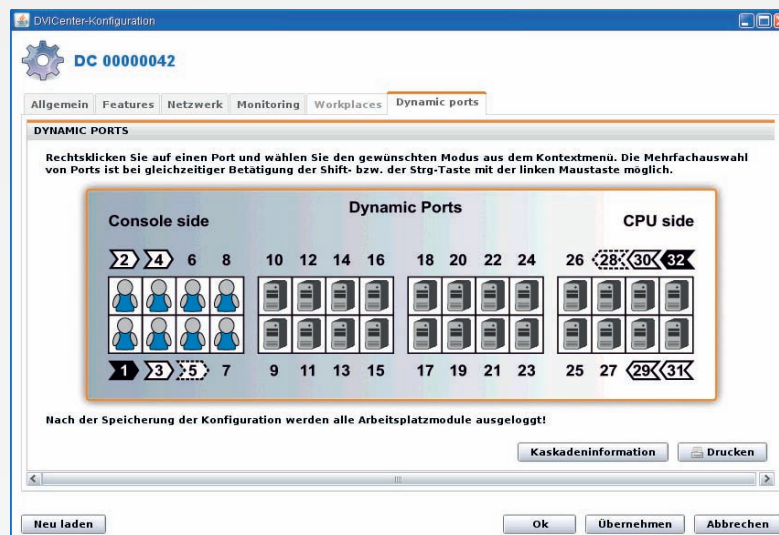 DVICenter-Konfiguration
DC 00000042
Allgemein Features Netzwerk Monitoring Workplaces Dynamic ports
DYNAMIC PORTS
Rechtsklicken Sie auf einen Port und wählen Sie den gewünschten Modus aus dem Kontextmenü. Die Mehrfachauswahl
von Ports ist bei gleichzeitiger Betätigung der Shift- bzw. der Strg-Taste mit der linken Maustaste möglich.
Dynamic Ports
Console side CPU side
2 4 6 8 10 12 14 16 18 20 22 24 26 28 30 32
1 3 5 7 9 11 13 15 17 19 21 23 25 27 29 31
Nach der Speicherung der Konfiguration werden alle Arbeitsplatzmodule ausgeloggt!
Kaskadeninformation Drucken
Neu laden Ok Übernehmen Abbrechen